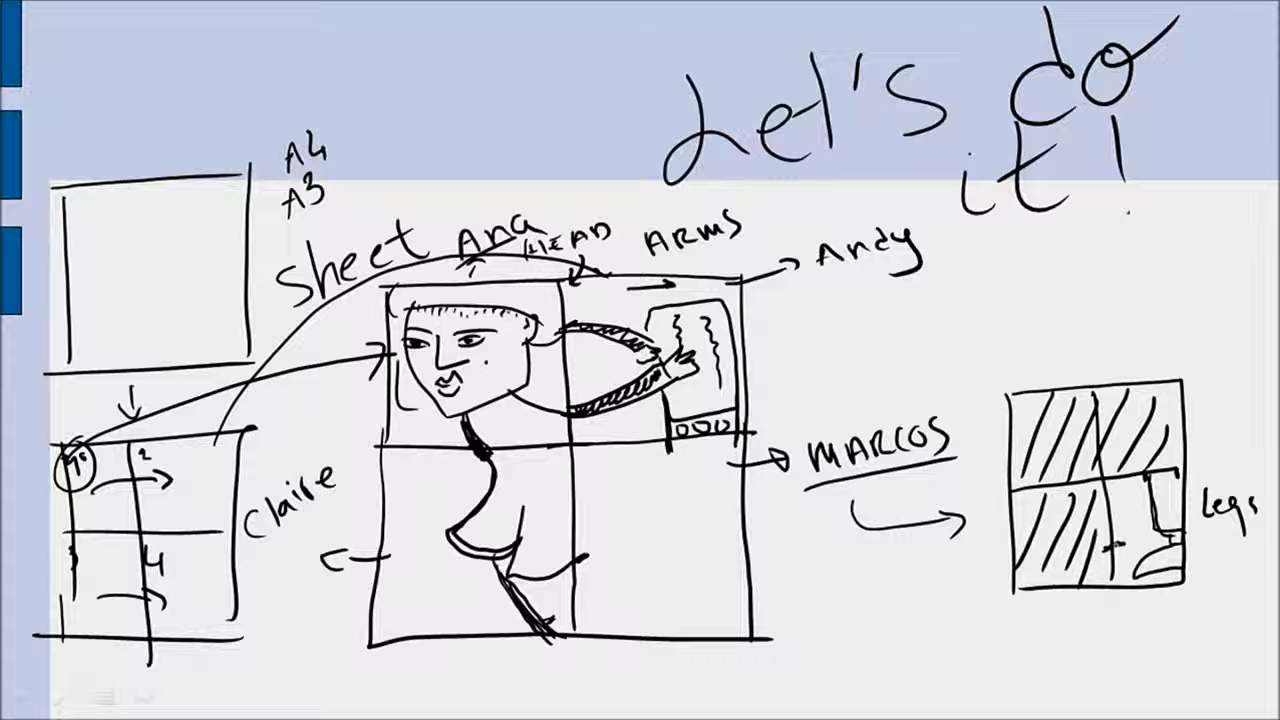 Let's do
it!
A4
A3
Sheet
Ana
HEAD
ARMS
Andy
1
2
3
4
Claire
MARCOS
Legs